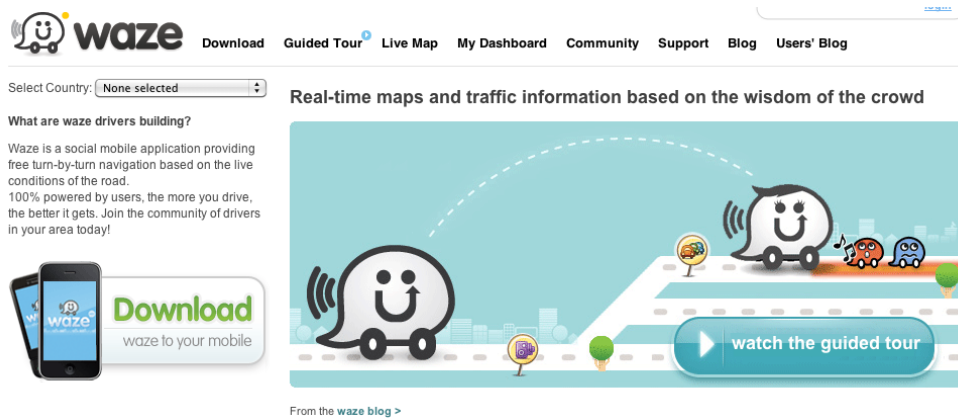 login
waze
Download Guided Tour Live Map My Dashboard Community Support Blog Users' Blog
Select Country: None selected
What are waze drivers building?
Waze is a social mobile application providing
free turn-by-turn navigation based on the live
conditions of the road.
100% powered by users, the more you drive,
the better it gets. Join the community of drivers
in your area today!
waze
Download
waze to your mobile
Real-time maps and traffic information based on the wisdom of the crowd
watch the guided tour
From the waze blog >